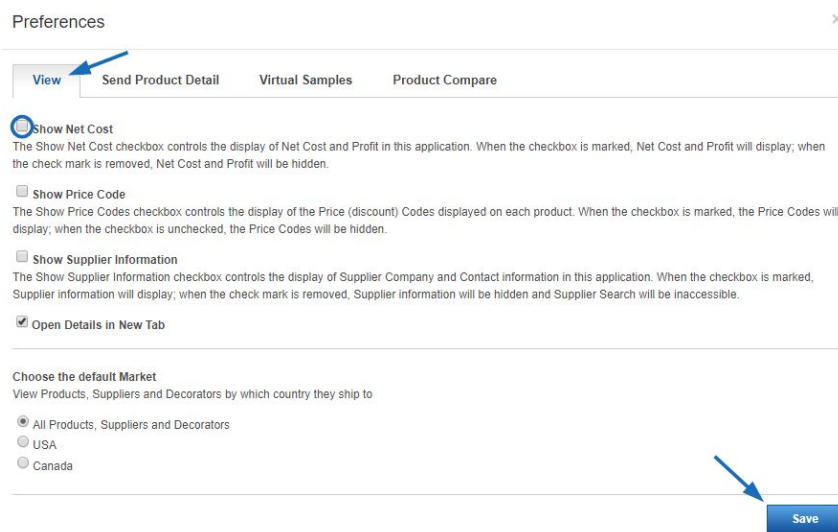 Preferences
View Send Product Detail Virtual Samples Product Compare
Show Net Cost
The Show Net Cost checkbox controls the display of Net Cost and Profit in this application. When the checkbox is marked, Net Cost and Profit will display; when
the check mark is removed, Net Cost and Profit will be hidden.
Show Price Code
The Show Price Codes checkbox controls the display of the Price (discount) Codes displayed on each product. When the checkbox is marked, the Price Codes will
display; when the checkbox is unchecked, the Price Codes will be hidden.
Show Supplier Information
The Show Supplier Information checkbox controls the display of Supplier Company and Contact information in this application. When the checkbox is marked,
Supplier information will display; when the check mark is removed, Supplier information will be hidden and Supplier Search will be inaccessible.
Open Details in New Tab
Choose the default Market
View Products, Suppliers and Decorators by which country they ship to
All Products, Suppliers and Decorators
USA
Canada
Save